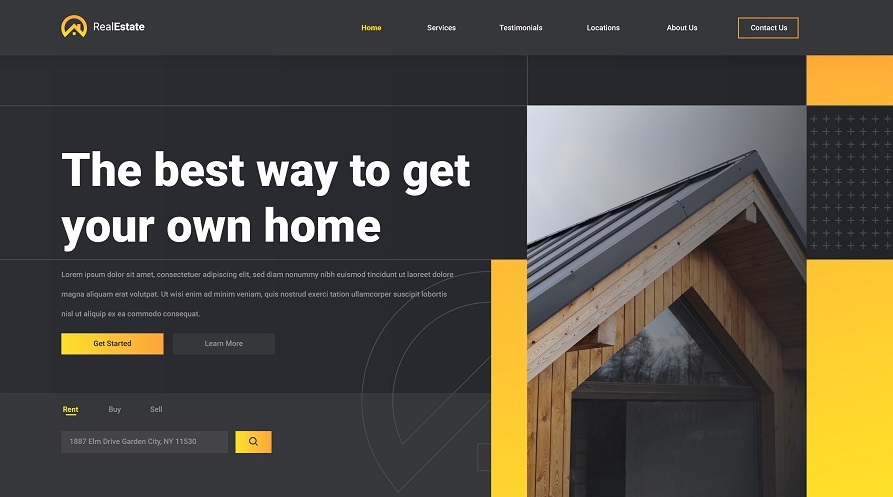 RealEstate
Home
Services
Testimonials
Locations
About Us
Contact Us
The best way to get
your own home
Lorem ipsum dolor sit amet, consectetuer adipiscing elit, sed diam nonummy nibh euismod tincidunt ut laoreet dolore
magna aliquam erat volutpat. Ut wisi enim ad minim veniam, quis nostrud exerci tation ullamcorper suscipit lobortis
nisl ut aliquip ex ea commodo consequat.
Get Started
Learn More
Rent
Buy
Sell
1887 Elm Drive Garden City, NY 11530